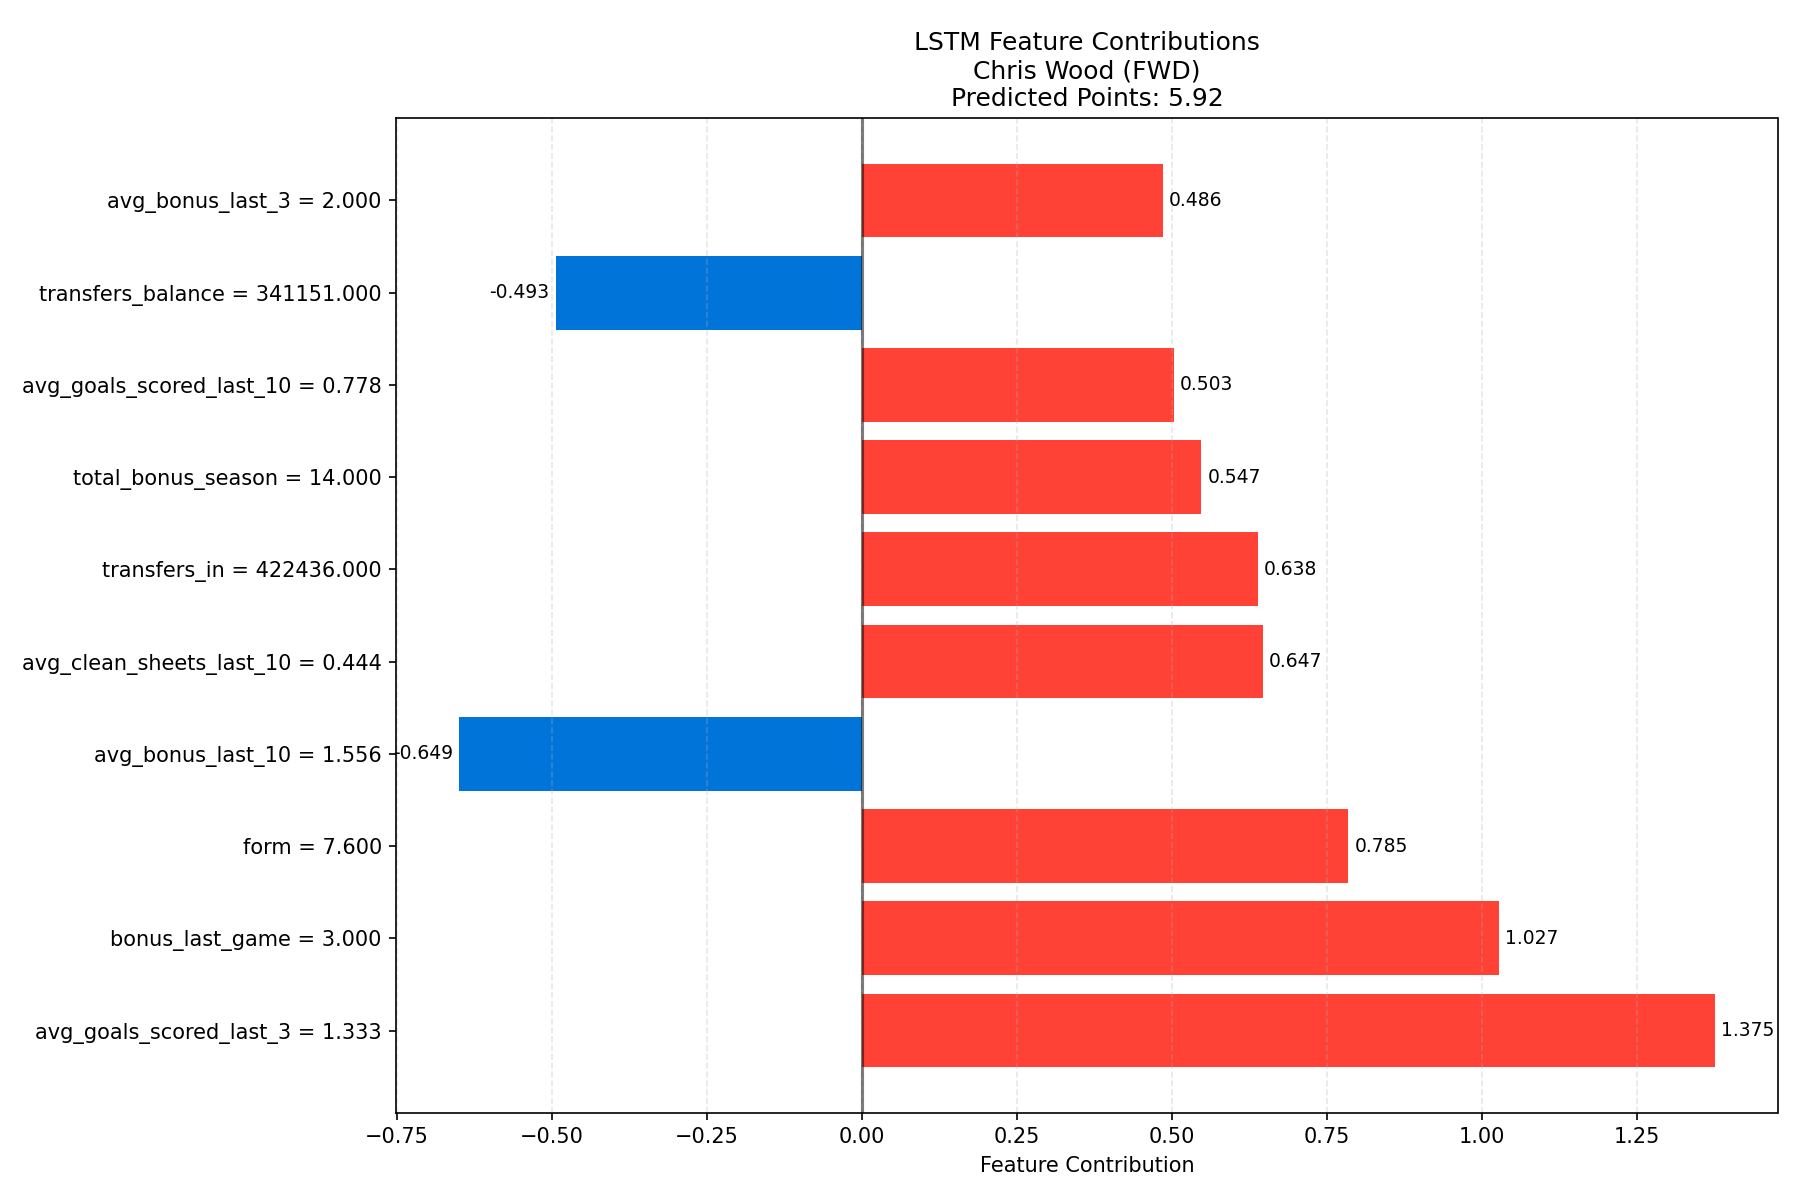 LSTM Feature Contributions
Chris Wood (FWD)
Predicted Points: 5.92
avg_bonus_last_3 = 2.000
0.486
transfers_balance = 341151.000
-0.493
avg_goals_scored_last_10 = 0.778
0.503
total_bonus_season = 14.000
0.547
transfers_in = 422436.000
0.638
avg_clean_sheets_last_10 = 0.444
0.647
avg_bonus_last_10 = 1.556
-0.649
form = 7.600
0.785
bonus_last_game = 3.000
1.027
avg_goals_scored_last_3 = 1.333
1.375
−0.75 −0.50 −0.25 0.00 0.25 0.50 0.75 1.00 1.25
Feature Contribution